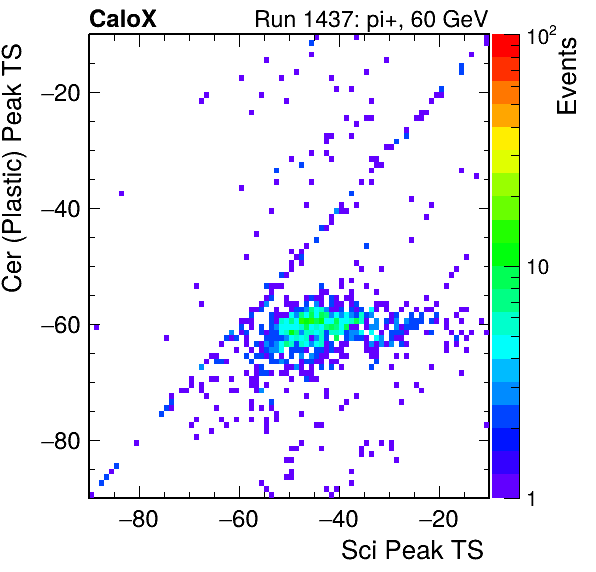 CaloX Run 1437: pi+, 60 GeV
Cer (Plastic) Peak TS
−20
−40
−60
−80
−80 −60 −40 −20
Sci Peak TS
10²
10
1
Events